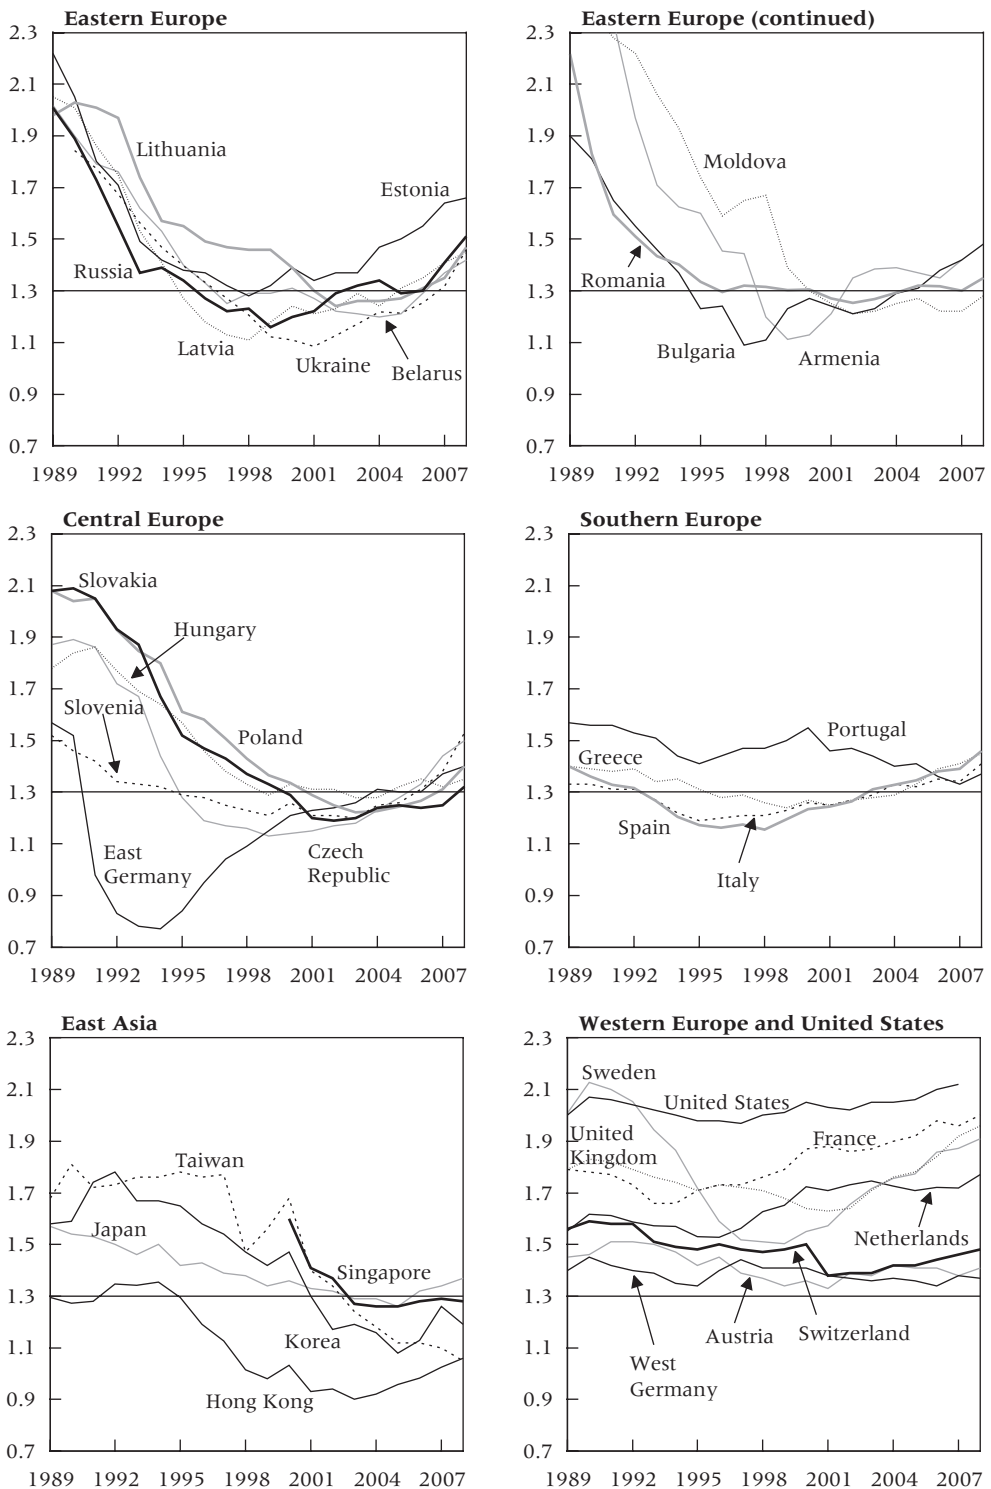 Eastern Europe
2.3
2.1
1.9
1.7
1.5
1.3
1.1
0.9
0.7
Lithuania
Estonia
Russia
Latvia
Ukraine
Belarus
1989 1992 1995 1998 2001 2004 2007
Eastern Europe (continued)
2.3
2.1
1.9
1.7
1.5
1.3
1.1
0.9
0.7
Moldova
Romania
Bulgaria
Armenia
1989 1992 1995 1998 2001 2004 2007
Central Europe
2.3
2.1
1.9
1.7
1.5
1.3
1.1
0.9
0.7
Slovakia
Hungary
Slovenia
Poland
East
Germany
Czech
Republic
1989 1992 1995 1998 2001 2004 2007
Southern Europe
2.3
2.1
1.9
1.7
1.5
1.3
1.1
0.9
0.7
Portugal
Greece
Spain
Italy
1989 1992 1995 1998 2001 2004 2007
East Asia
2.3
2.1
1.9
1.7
1.5
1.3
1.1
0.9
0.7
Taiwan
Japan
Singapore
Korea
Hong Kong
1989 1992 1995 1998 2001 2004 2007
Western Europe and United States
2.3
2.1
1.9
1.7
1.5
1.3
1.1
0.9
0.7
Sweden
United States
United
Kingdom
France
Netherlands
Austria
Switzerland
West
Germany
1989 1992 1995 1998 2001 2004 2007